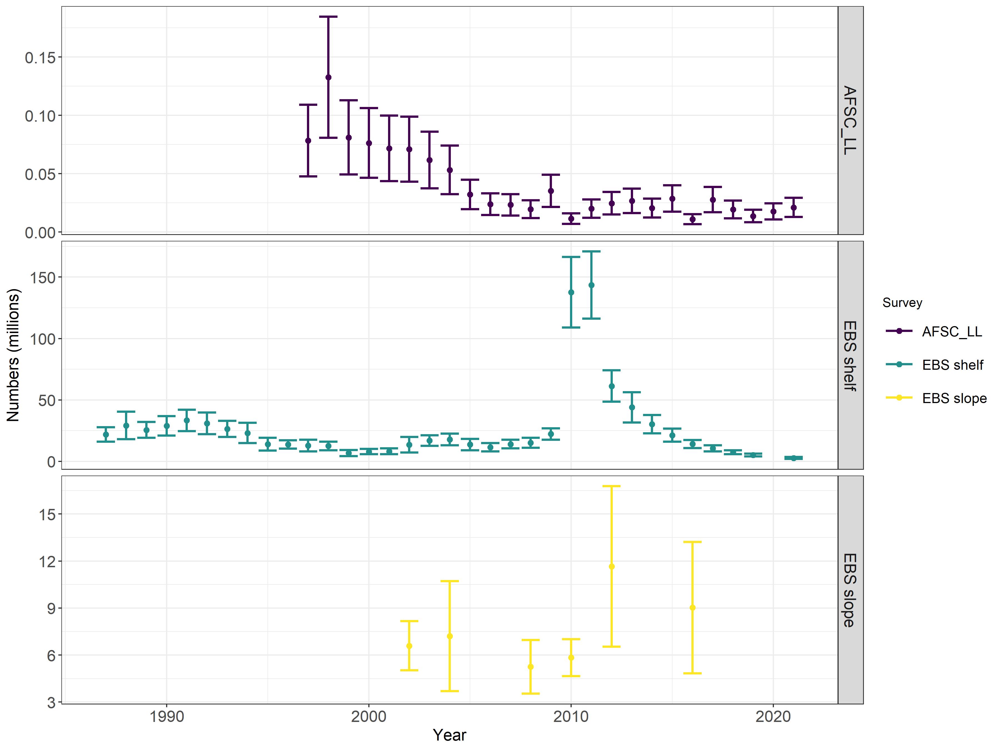 0.15
0.10
0.05
0.00
AFSC_LL
150
100
50
0
EBS shelf
15
12
9
6
3
EBS slope
1990
2000
2010
2020
Year
Numbers (millions)
Survey
AFSC_LL
EBS shelf
EBS slope